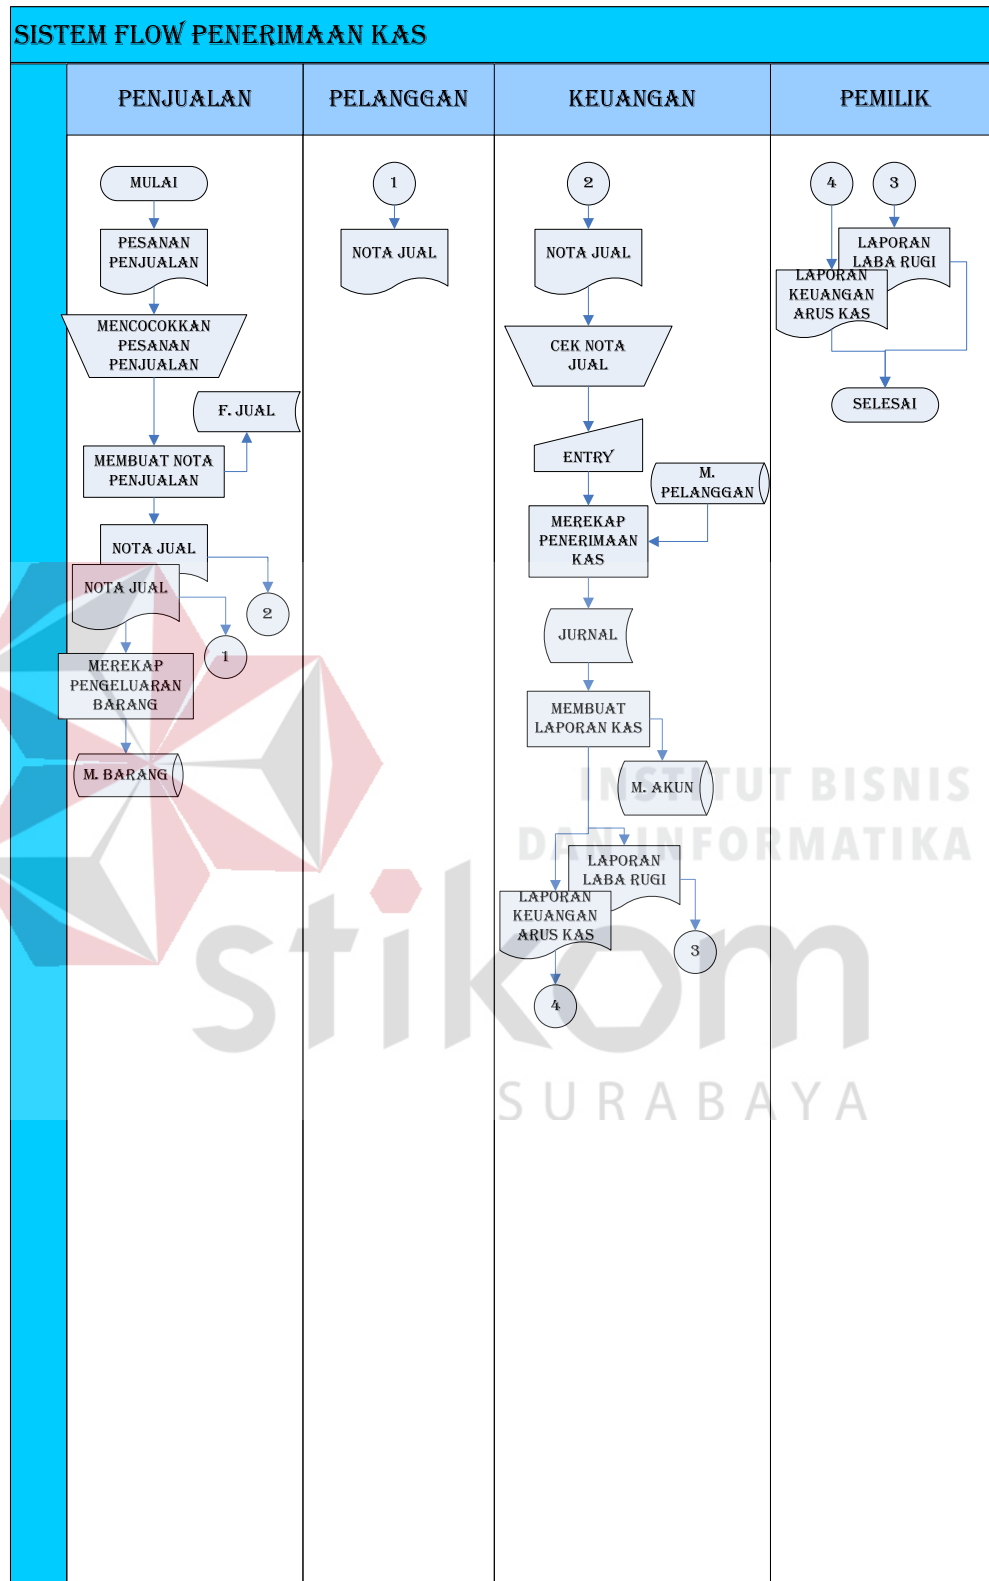 SISTEM FLOW PENERIMAAN KAS
PENJUALAN
PELANGGAN
KEUANGAN
PEMILIK
MULAI
PESANAN
PENJUALAN
MENCOCOKKAN
PESANAN
PENJUALAN
F. JUAL
MEMBUAT NOTA
PENJUALAN
NOTA JUAL
NOTA JUAL
2
1
MEREKAP
PENGELUARAN
BARANG
M. BARANG
1
NOTA JUAL
2
NOTA JUAL
CEK NOTA
JUAL
ENTRY
M.
PELANGGAN
MEREKAP
PENERIMAAN
KAS
JURNAL
MEMBUAT
LAPORAN KAS
M. AKUN
LAPORAN
LABA RUGI
LAPORAN
KEUANGAN
ARUS KAS
3
4
4
3
LAPORAN
LABA RUGI
LAPORAN
KEUANGAN
ARUS KAS
SELESAI
INSTITUT BISNIS
DAN INFORMATIKA
stikom
SURABAYA